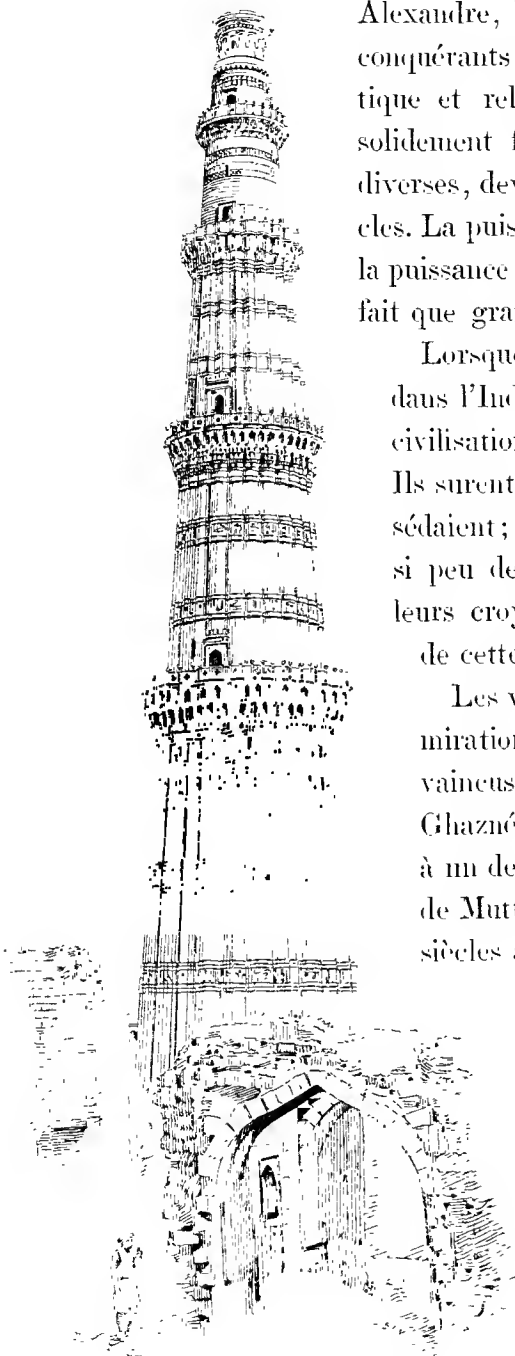 Alexandre,
conquérants
tique et rel
solidement f
diverses, dev
cles. La puis
la puissance
fait que gra
Lorsque
dans l'Ind
civilisation
Ils surent
sédaient;
si peu de
leurs croy
de cette
Les v
miration
vaincus
Ghazné
à un de
de Mutt
siècles a